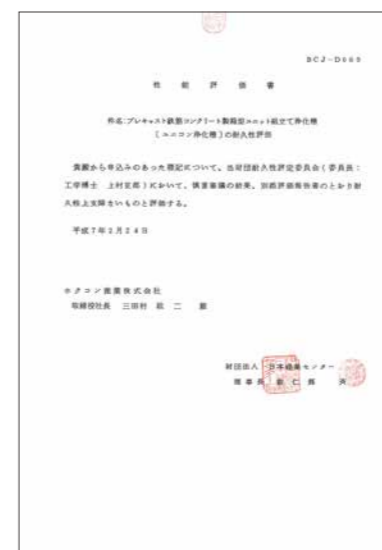 BCJ-D669
性能評価書
件名：プレキャスト鉄筋コンクリート製箱型ユニット組立て浄化槽
［ユニコン浄化槽］の耐久性評価
貴殿から申込みのあった標記について、当財団耐久性評定委員会（委員長：
工学博士 上村克郎）において、慎重審議の結果、別紙評価報告書のとおり耐
久性上支障ないものと評価する。
平成7年2月24日
ホクコン産業株式会社
取締役社長 三田村 二 殿
財団法人 日本建築センター
理事長